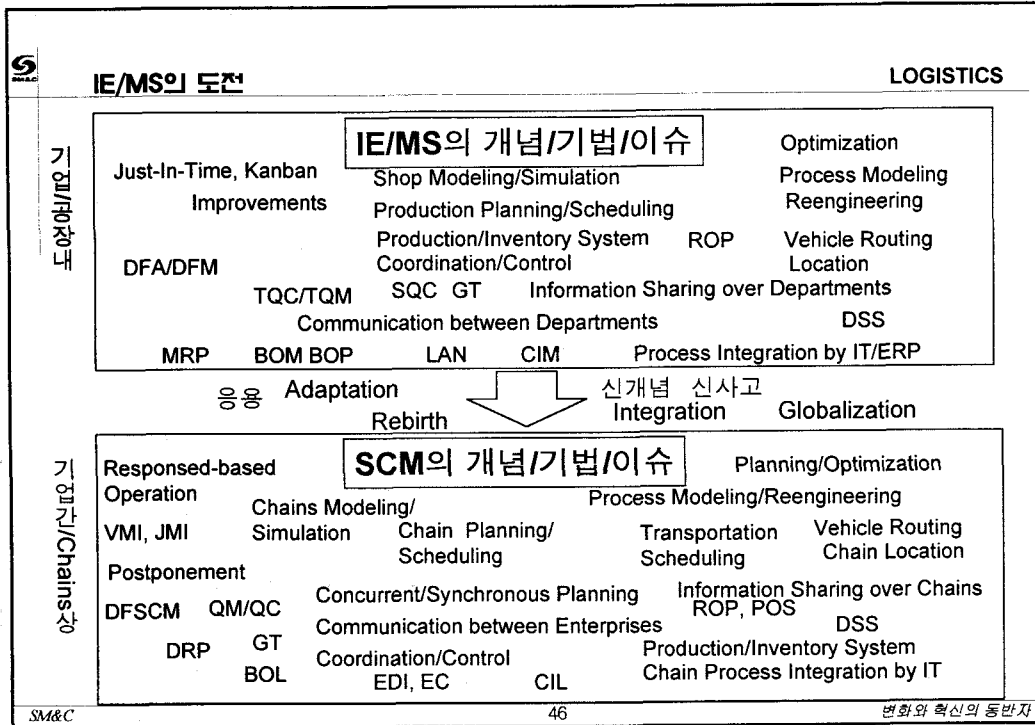 SM&C
IE/MS의 도전
LOGISTICS
기업/공장내
IE/MS의 개념/기법/이슈
Optimization
Just-In-Time, Kanban
Shop Modeling/Simulation
Process Modeling
Improvements
Production Planning/Scheduling
Reengineering
Production/Inventory System
ROP
Vehicle Routing
DFA/DFM
Coordination/Control
Location
TQC/TQM
SQC GT
Information Sharing over Departments
Communication between Departments
DSS
MRP
BOM BOP
LAN
CIM
Process Integration by IT/ERP
응용
Adaptation
신개념 신사고
Rebirth
Integration
Globalization
기업간/Chains상
SCM의 개념/기법/이슈
Responsed-based
Planning/Optimization
Operation
Process Modeling/Reengineering
Chains Modeling/
VMI, JMI
Simulation
Chain Planning/
Transportation
Vehicle Routing
Scheduling
Scheduling
Chain Location
Postponement
Concurrent/Synchronous Planning
Information Sharing over Chains
DFSCM
QM/QC
ROP, POS
Communication between Enterprises
DSS
DRP
GT
Production/Inventory System
Coordination/Control
BOL
Chain Process Integration by IT
EDI, EC
CIL
SM&C
46
변화와 혁신의 동반자